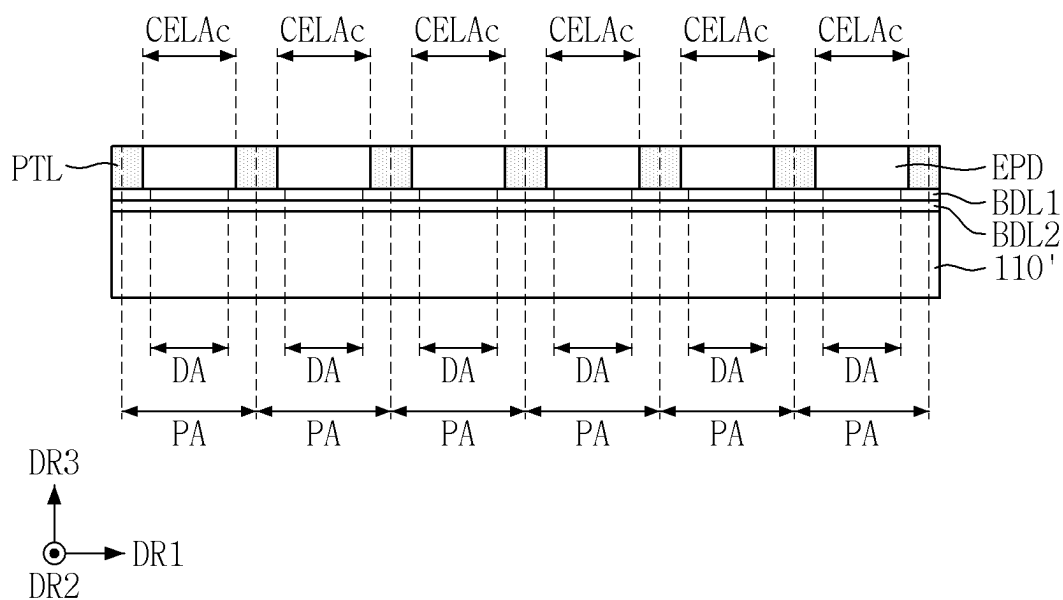 CELAc CELAc CELAc CELAc CELAc CELAc
PTL
EPD
BDL1
BDL2
110'
DA DA DA DA DA DA
PA PA PA PA PA PA
DR3
DR1
DR2